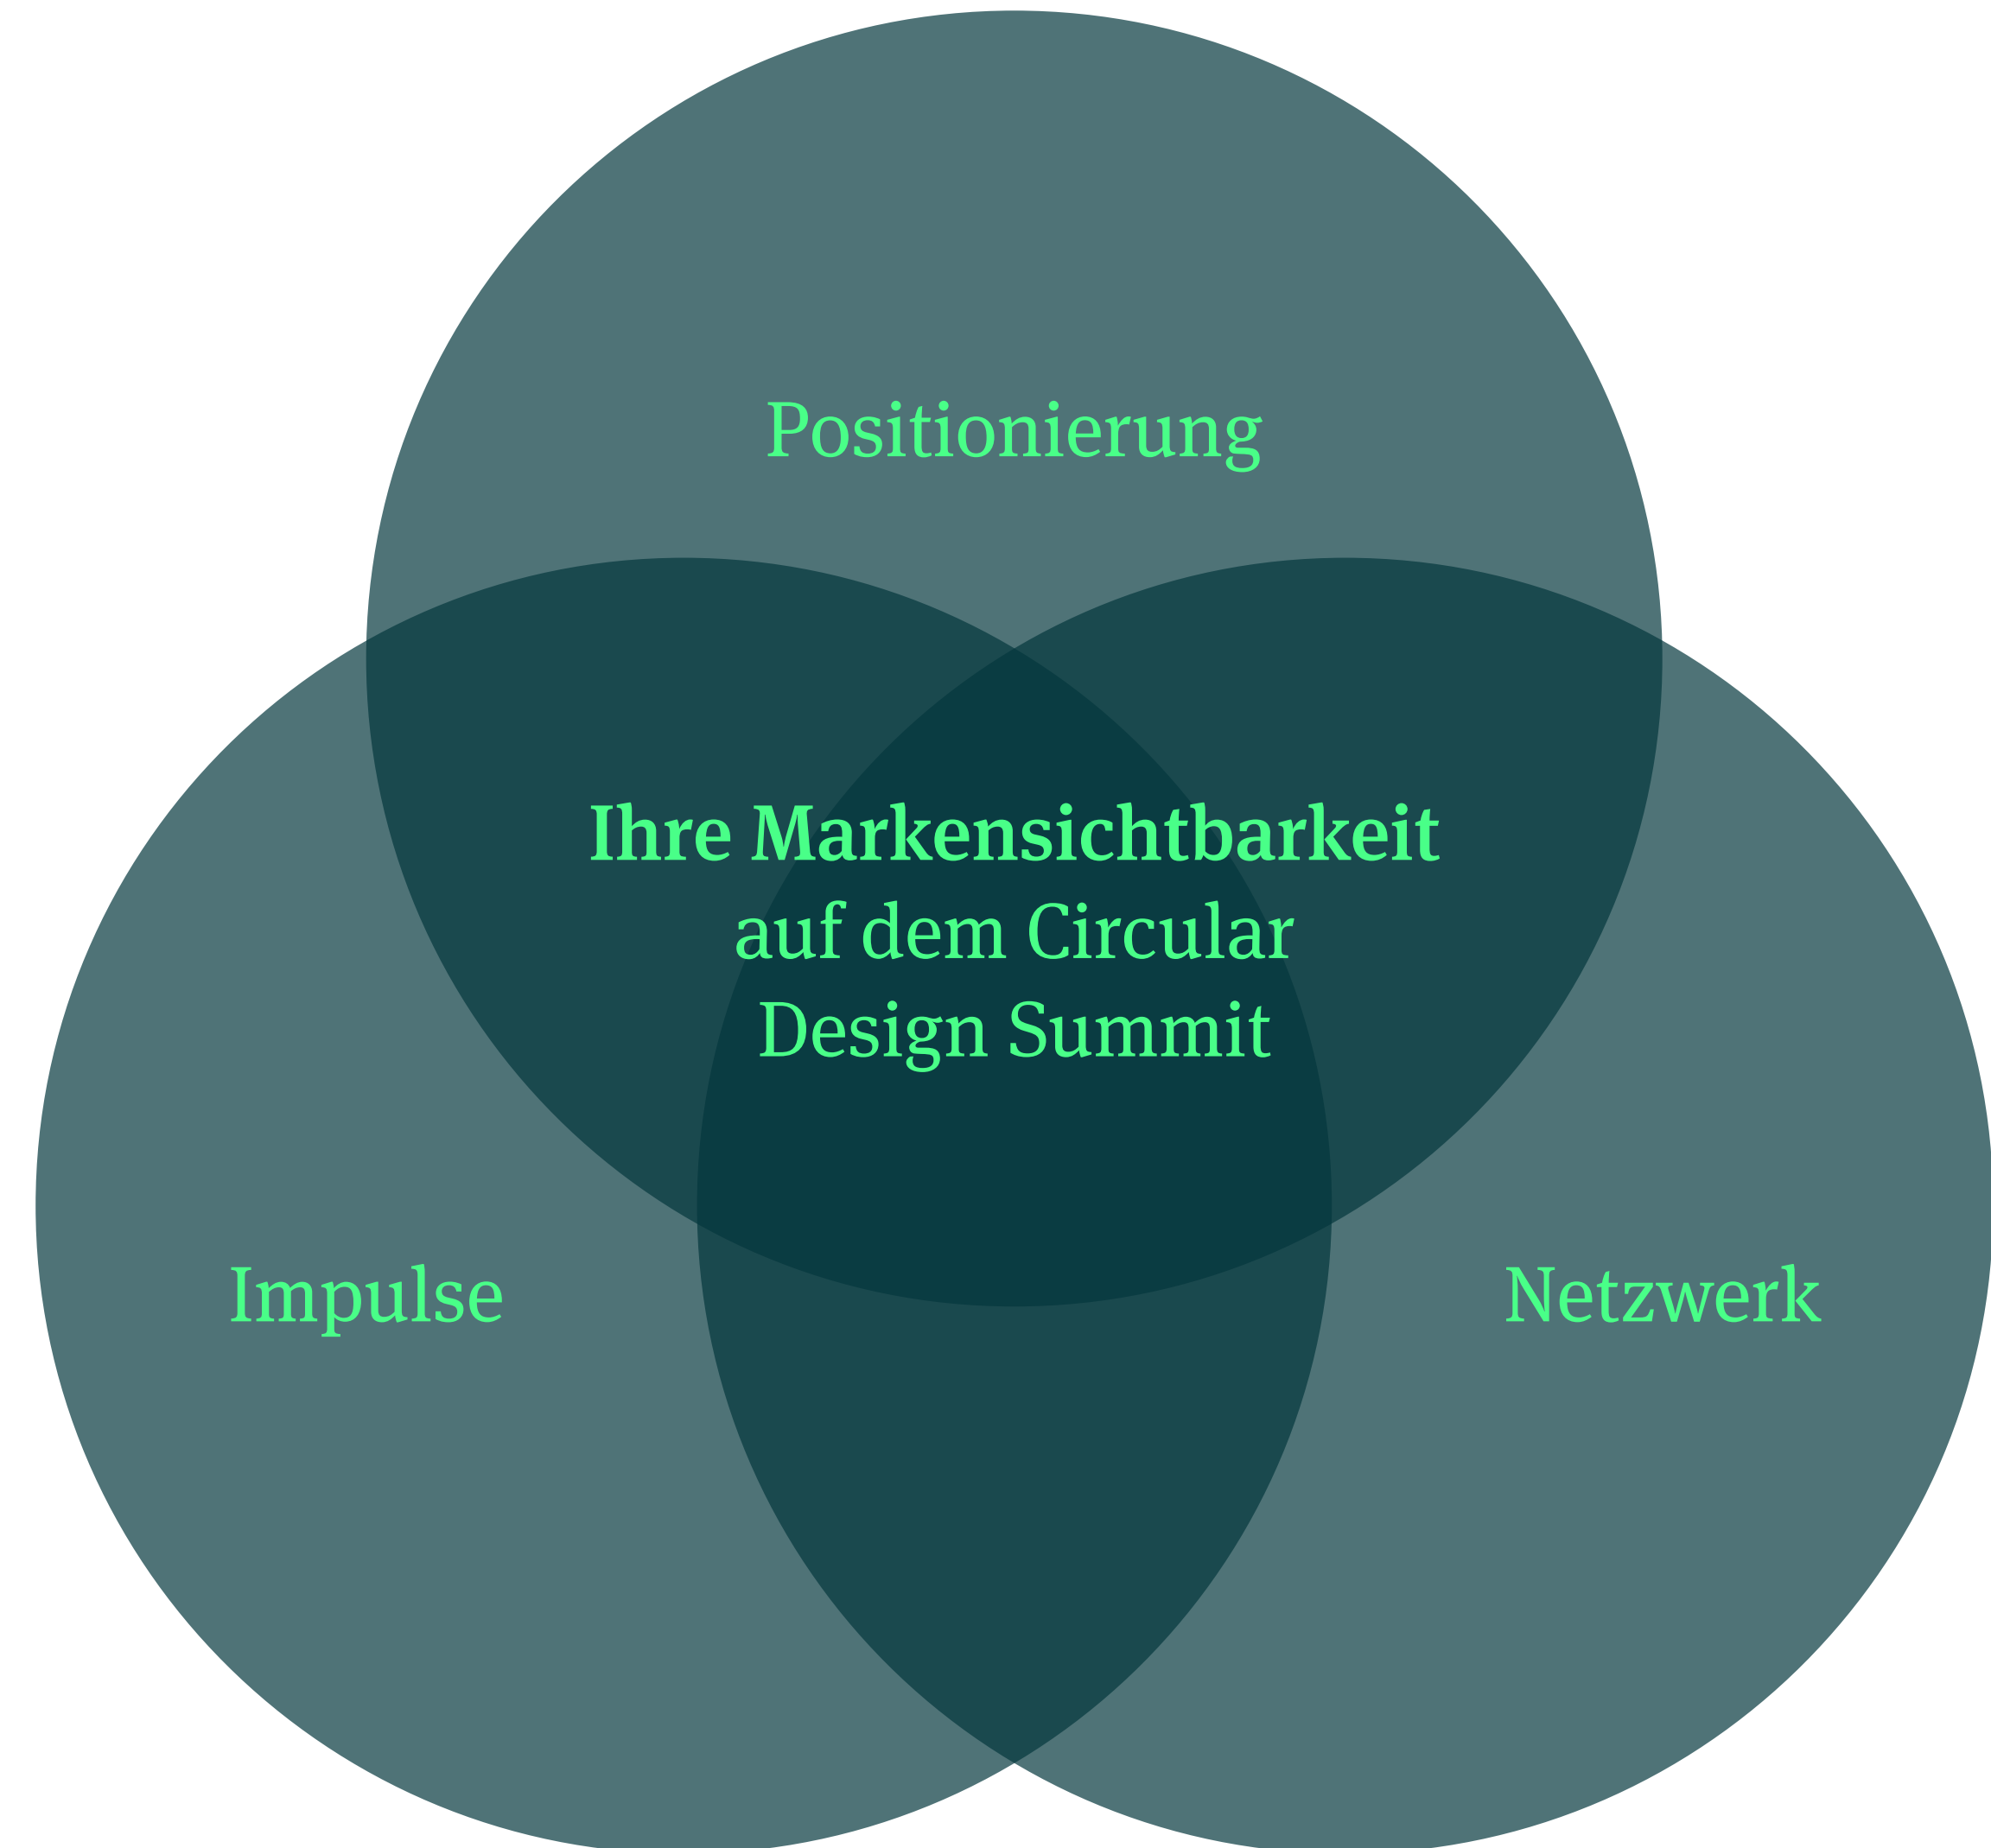 Positionierung
Ihre Markensichtbarkeit
auf dem Circular
Design Summit
Impulse
Netzwerk